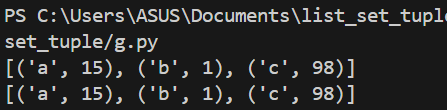 PS C:\Users\ASUS\Documents\list_set_tuple
set_tuple/g.py
[('a', 15), ('b', 1), ('c', 98)]
[('a', 15), ('b', 1), ('c', 98)]